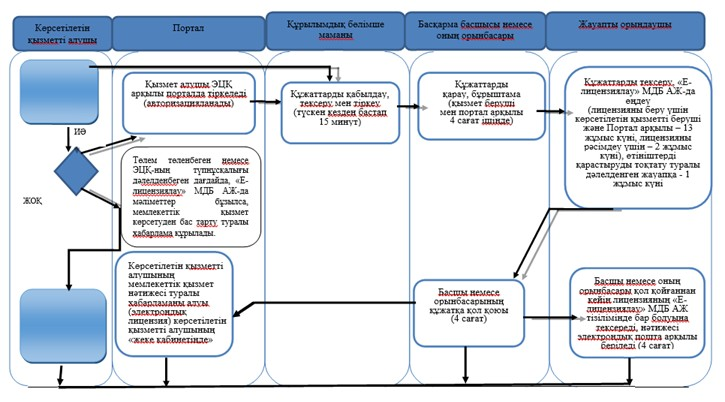 Көрсетілетін
қызметті алушы
Портал
Құрылымдық бөлімше
маманы
Басқарма басшысы немесе
оның орынбасары
Жауапты орындаушы
ИӘ
ЖОҚ
Қызмет алушы ЭЦҚ
арқылы порталда тіркеледі
(авторизацияланады)
Төлем төленбеген немесе
ЭЦҚ-ның түпнұсқалығы
дәлелденбеген дағдайда, «Е-
лицензиялау» МДБ АЖ-да
мәліметтер бұзылса,
мемлекеттік қызмет
көрсетуден бас тарту туралы
хабарлама құрылады.
Көрсетілетін қызметті
алушының
мемлекеттік қызмет
нәтижесі туралы
хабарламаны алуы
(электрондық
лицензия) көрсетілетін
қызметті алушының
«жеке кабинетінде»
Құжаттарды қабылдау,
тексеру мен тіркеу
(түскен кезден бастап
15 минут)
Құжаттарды
қарау, бұрыштама
(қызмет беруші
мен портал арқылы
4 сағат ішінде)
Басшы немесе
орынбасарының
құжатқа қол қоюы
(4 сағат)
Құжаттарды тексеру, «Е-
лицензиялау» МДБ АЖ-да
өңдеу
(лицензияны беру үшін
көрсетілетін қызметті беруші
және Портал арқылы – 13
жұмыс күні, лицензияны
рәсімдеу үшін – 2 жұмыс
күні), өтініштерді
қарастыруды тоқтату туралы
дәлелденген жауапқа - 1
жұмыс күні
Басшы немесе оның
орынбасары қол қойғаннан
кейін лицензияның «Е-
лицензиялау» МДБ АЖ
тізілімінде бар болуына
тексереді, нәтижесі
электрондық пошта арқылы
беріледі (4 сағат)